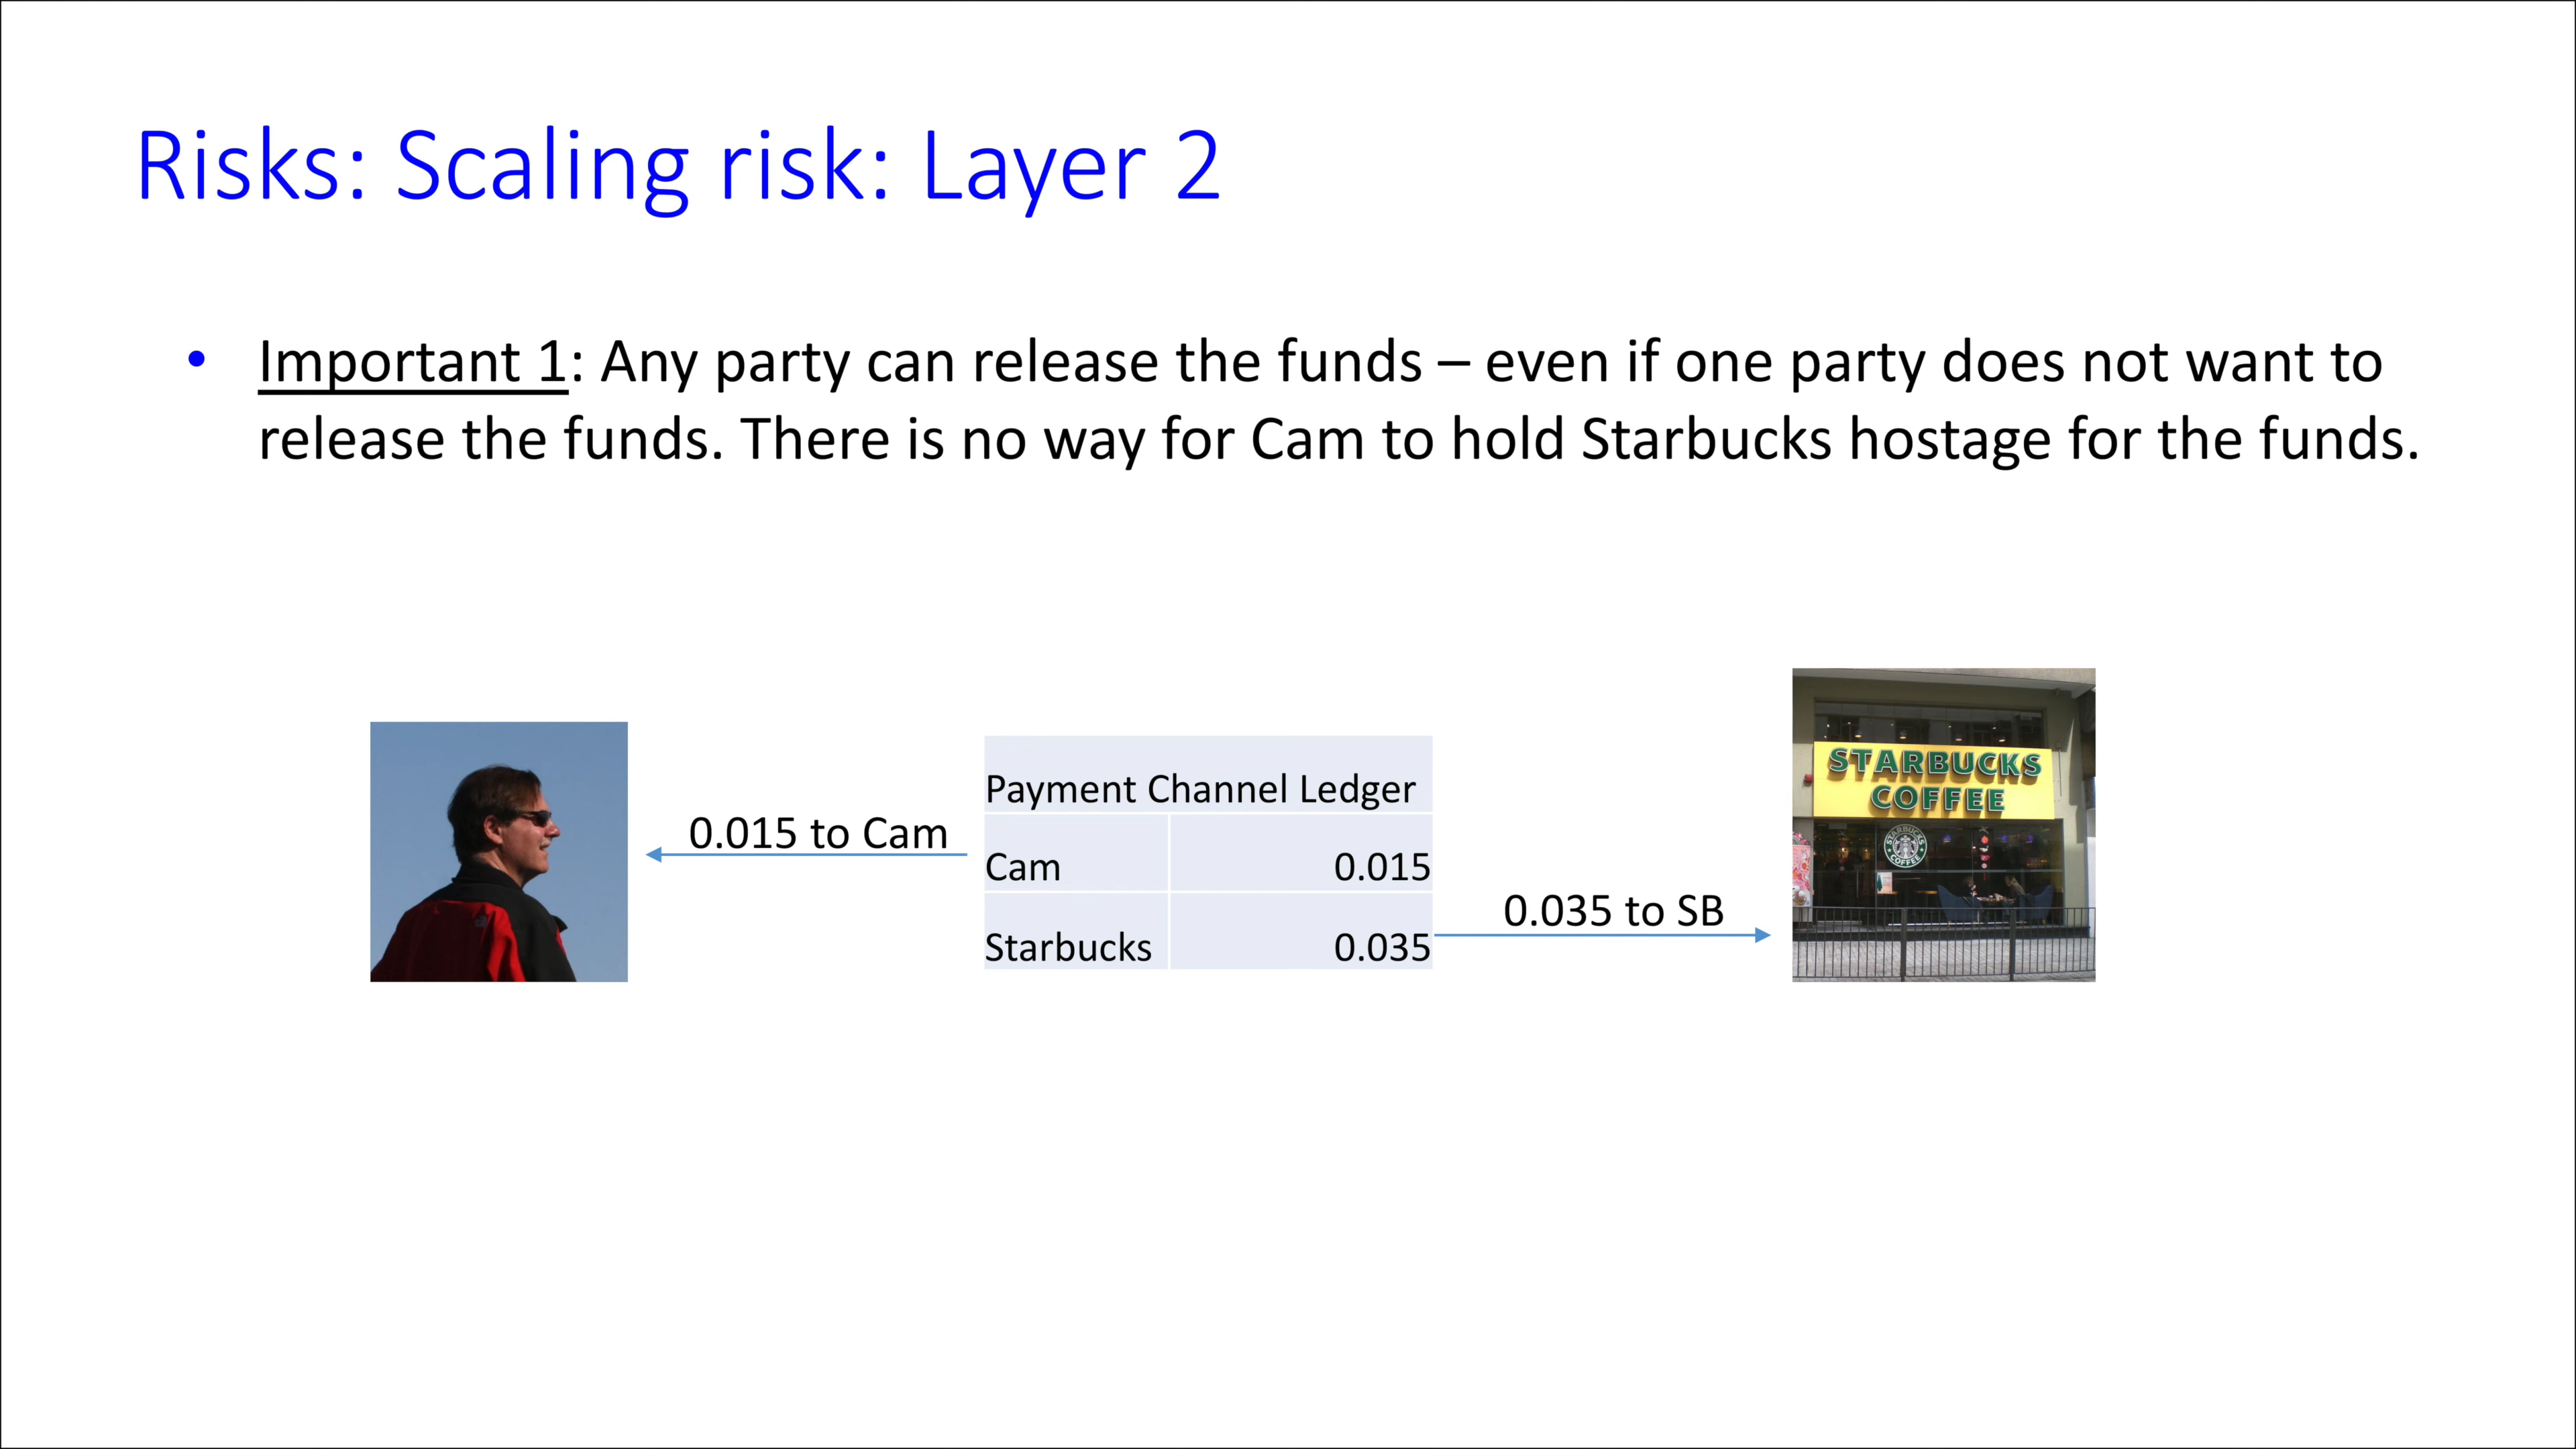 Risks: Scaling risk: Layer 2
• Important 1: Any party can release the funds – even if one party does not want to
release the funds. There is no way for Cam to hold Starbucks hostage for the funds.
0.015 to Cam
Payment Channel Ledger
Cam 0.015
Starbucks 0.035
0.035 to SB
STARBUCKS
COFFEE
STARBUCKS
COFFEE